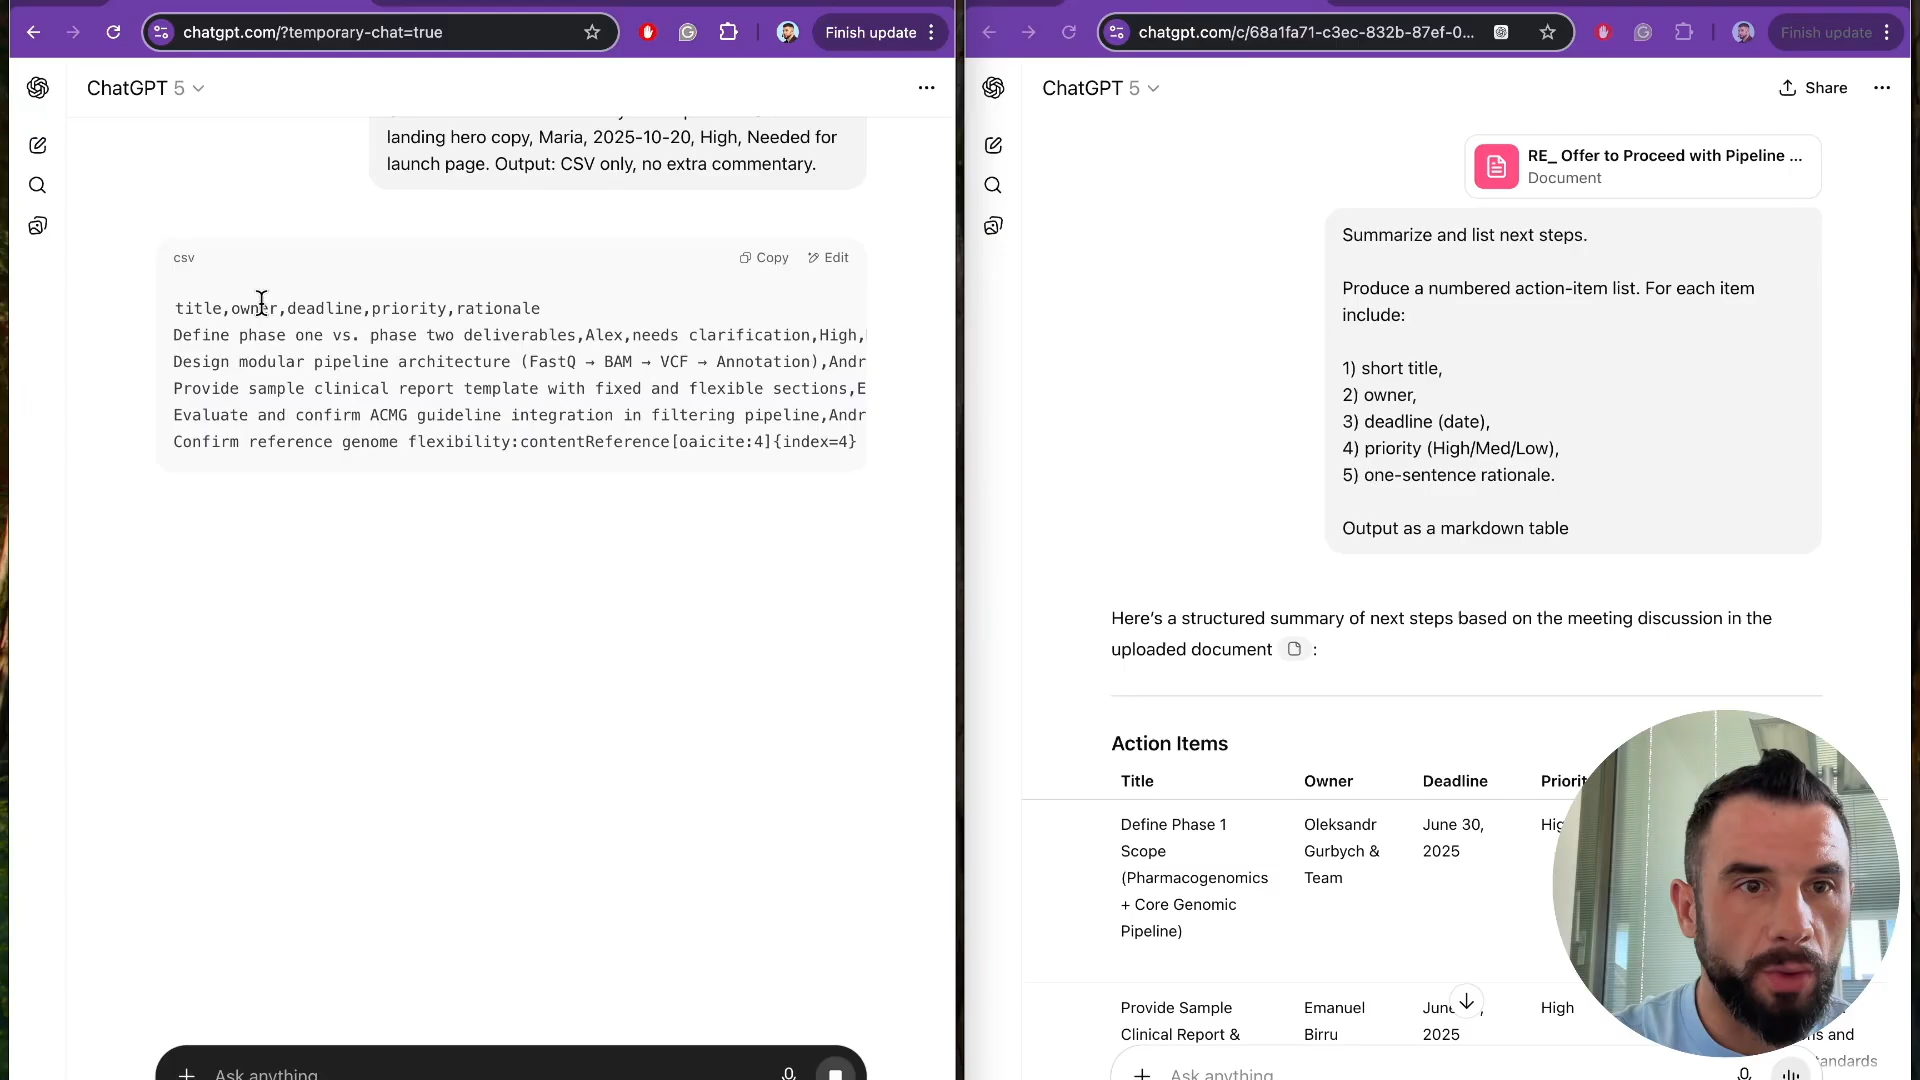 chatgpt.com/?temporary-chat=true
Finish update
ChatGPT 5
landing hero copy, Maria, 2025-10-20, High, Needed for
launch page. Output: CSV only, no extra commentary.
csv
Copy
Edit
title,owner,deadline,priority,rationale
Define phase one vs. phase two deliverables,Alex,needs clarification,High,
Design modular pipeline architecture (FastQ → BAM → VCF → Annotation),Andr
Provide sample clinical report template with fixed and flexible sections,E
Evaluate and confirm ACMG guideline integration in filtering pipeline,Andr
Confirm reference genome flexibility:contentReference[oaicite:4]{index=4}
Ask anything
chatgpt.com/c/68a1fa71-c3ec-832b-87ef-0...
Finish update
ChatGPT 5
Share
RE_ Offer to Proceed with Pipeline ...
Document
Summarize and list next steps.
Produce a numbered action-item list. For each item
include:
1) short title,
2) owner,
3) deadline (date),
4) priority (High/Med/Low),
5) one-sentence rationale.
Output as a markdown table
Here's a structured summary of next steps based on the meeting discussion in the
uploaded document :
Action Items
Title Owner Deadline Priorit
Define Phase 1 Oleksandr June 30, Hig
Scope Gurbych & 2025
(Pharmacogenomics Team
+ Core Genomic
Pipeline)
Provide Sample Emanuel June High
Clinical Report & Birru 2025
and
tandards
Ask anything